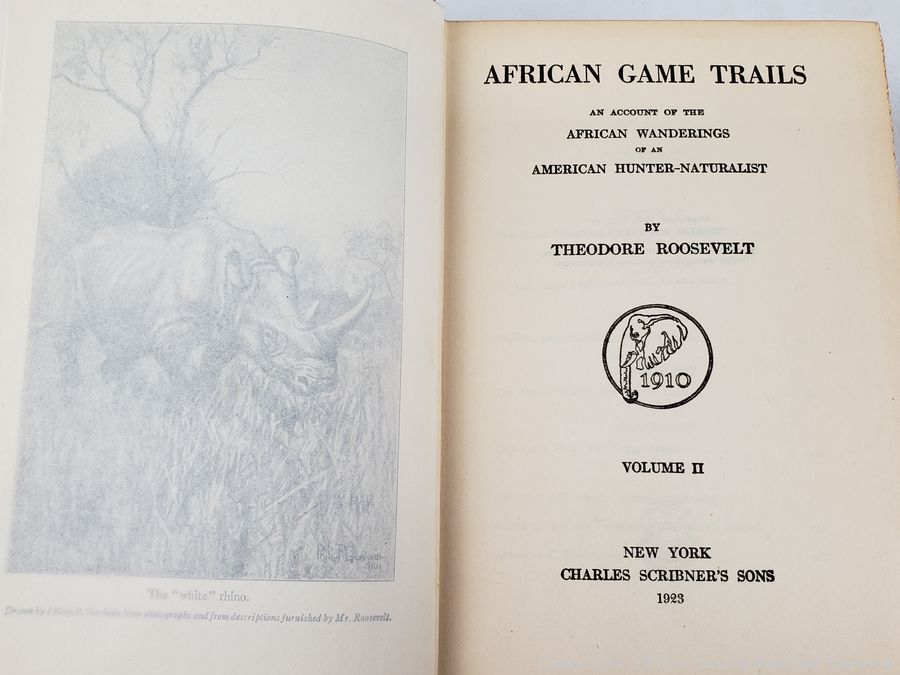 The "white" rhino.
Drawn by Philip R. Goodwin from photographs and from descriptions furnished by Mr. Roosevelt.
AFRICAN GAME TRAILS
AN ACCOUNT OF THE
AFRICAN WANDERINGS
OF AN
AMERICAN HUNTER-NATURALIST
BY
THEODORE ROOSEVELT
1910
VOLUME II
NEW YORK
CHARLES SCRIBNER'S SONS
1923